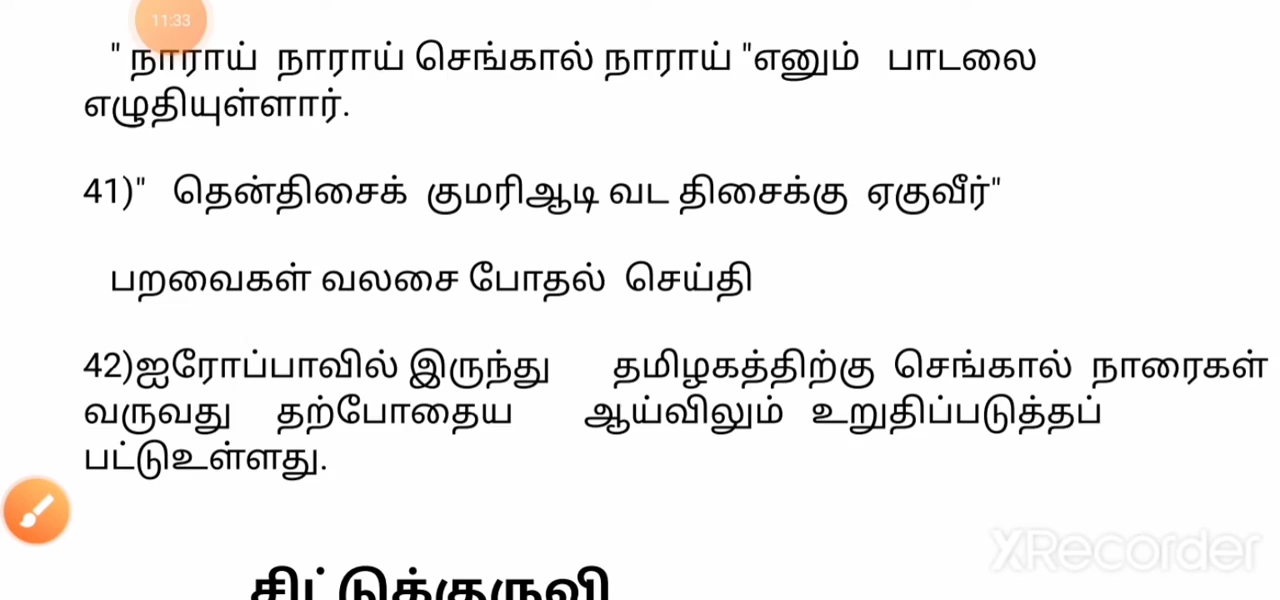 11:33
" நாராய் நாராய் செங்கால் நாராய் "எனும் பாடலை
எழுதியுள்ளார்.
41)" தென்திசைக் குமரிஆடி வட திசைக்கு ஏகுவீர்"
பறவைகள் வலசை போதல் செய்தி
42)ஐரோப்பாவில் இருந்து தமிழகத்திற்கு செங்கால் நாரைகள்
வருவது தற்போதைய ஆய்விலும் உறுதிப்படுத்தப்
பட்டுஉள்ளது.
XRecorder
சிட்டுக்குருவி